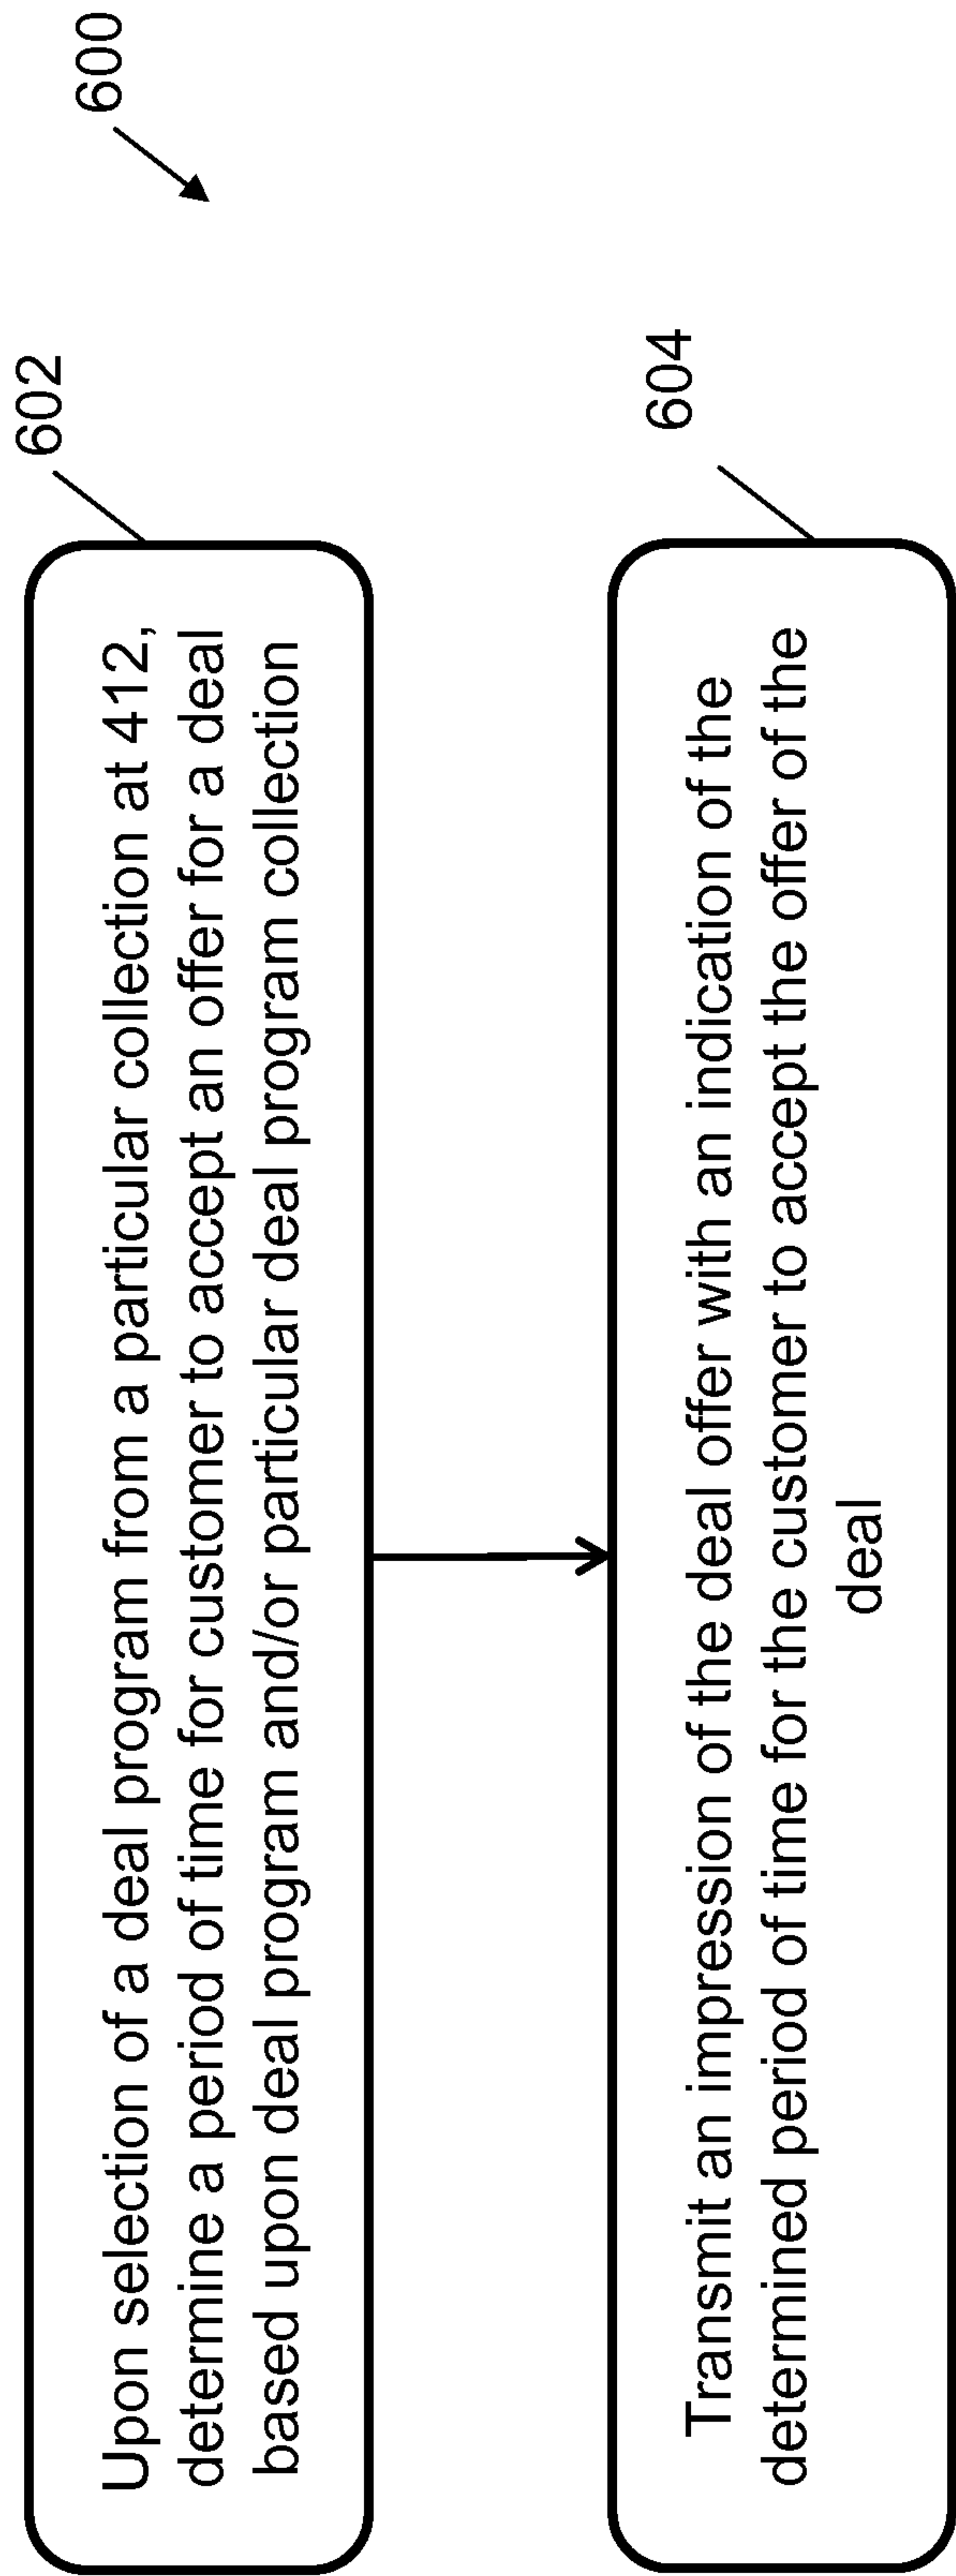 600
602
Upon selection of a deal program from a particular collection at 412,
determine a period of time for customer to accept an offer for a deal
based upon deal program and/or particular deal program collection
604
Transmit an impression of the deal offer with an indication of the
determined period of time for the customer to accept the offer of the
deal